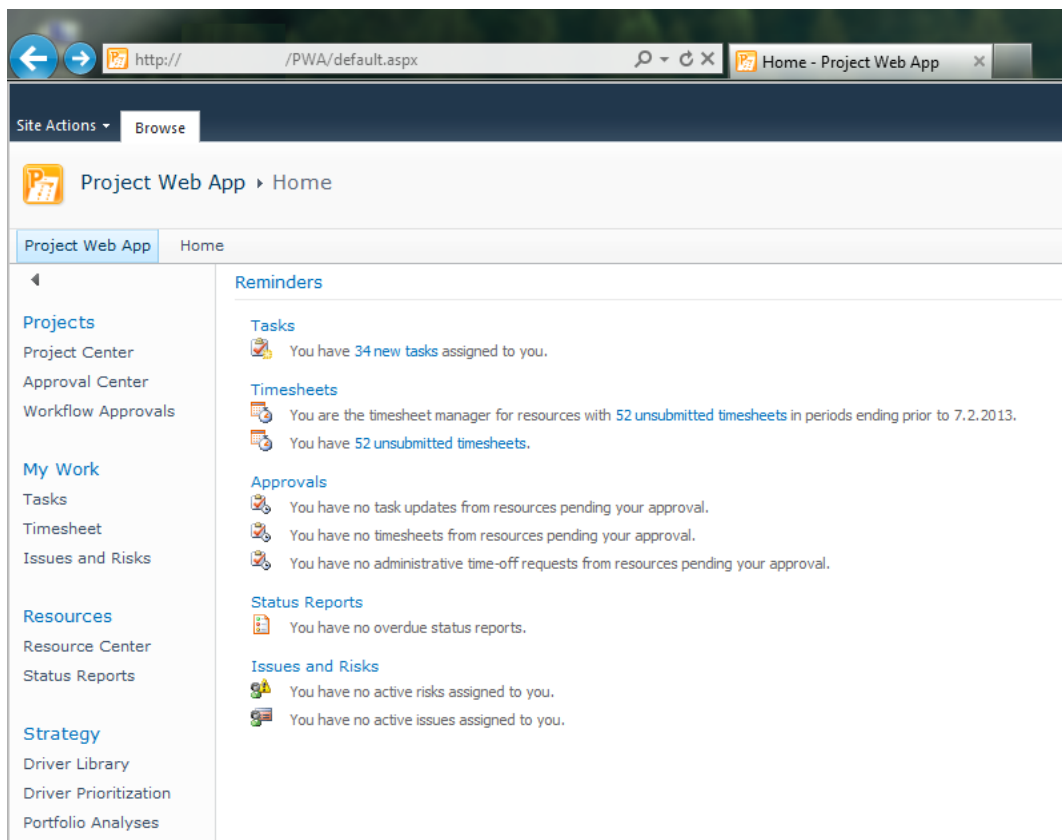 http:// /PWA/default.aspx
Home - Project Web App
Site Actions
Browse
Project Web App Home
Project Web App Home
Reminders
Projects
Project Center
Approval Center
Workflow Approvals
My Work
Tasks
Timesheet
Issues and Risks
Resources
Resource Center
Status Reports
Strategy
Driver Library
Driver Prioritization
Portfolio Analyses
Tasks
You have 34 new tasks assigned to you.
Timesheets
You are the timesheet manager for resources with 52 unsubmitted timesheets in periods ending prior to 7.2.2013.
You have 52 unsubmitted timesheets.
Approvals
You have no task updates from resources pending your approval.
You have no timesheets from resources pending your approval.
You have no administrative time-off requests from resources pending your approval.
Status Reports
You have no overdue status reports.
Issues and Risks
You have no active risks assigned to you.
You have no active issues assigned to you.